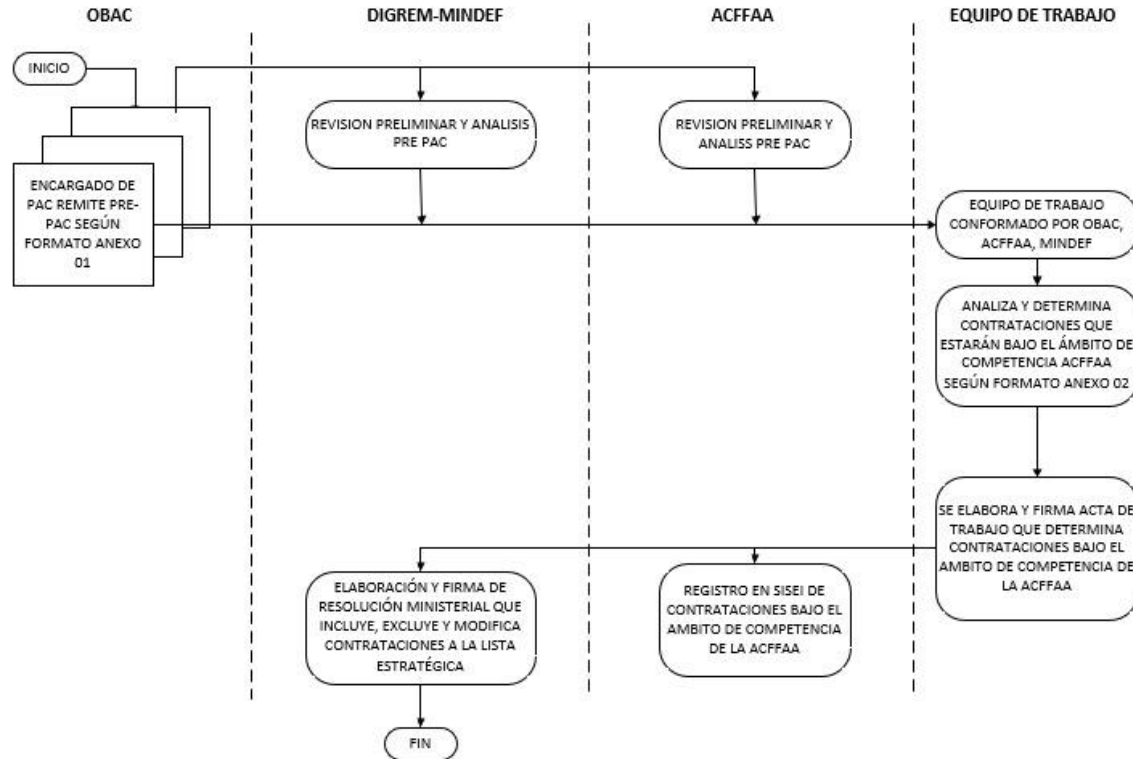 OBAC
DIGREM-MINDEF
ACFFAA
EQUIPO DE TRABAJO
INICIO
REVISION PRELIMINAR Y ANALISIS
PRE PAC
REVISION PRELIMINAR Y
ANALISS PRE PAC
ENCARGADO DE
PAC REMITE PRE-
PAC SEGÚN
FORMATO ANEXO
01
EQUIPO DE TRABAJO
CONFORMADO POR OBAC,
ACFFAA, MINDEF
ANALIZA Y DETERMINA
CONTRATACIONES QUE
ESTARÁN BAJO EL ÁMBITO DE
COMPETENCIA ACFFAA
SEGÚN FORMATO ANEXO 02
SE ELABORA Y FIRMA ACTA DE
TRABAJO QUE DETERMINA
CONTRATACIONES BAJO EL
AMBITO DE COMPETENCIA DE
LA ACFFAA
ELABORACIÓN Y FIRMA DE
RESOLUCIÓN MINISTERIAL QUE
INCLUYE, EXCLUYE Y MODIFICA
CONTRATACIONES A LA LISTA
ESTRATÉGICA
REGISTRO EN SISEI DE
CONTRATACIONES BAJO EL
AMBITO DE COMPETENCIA
DE LA ACFFAA
FIN